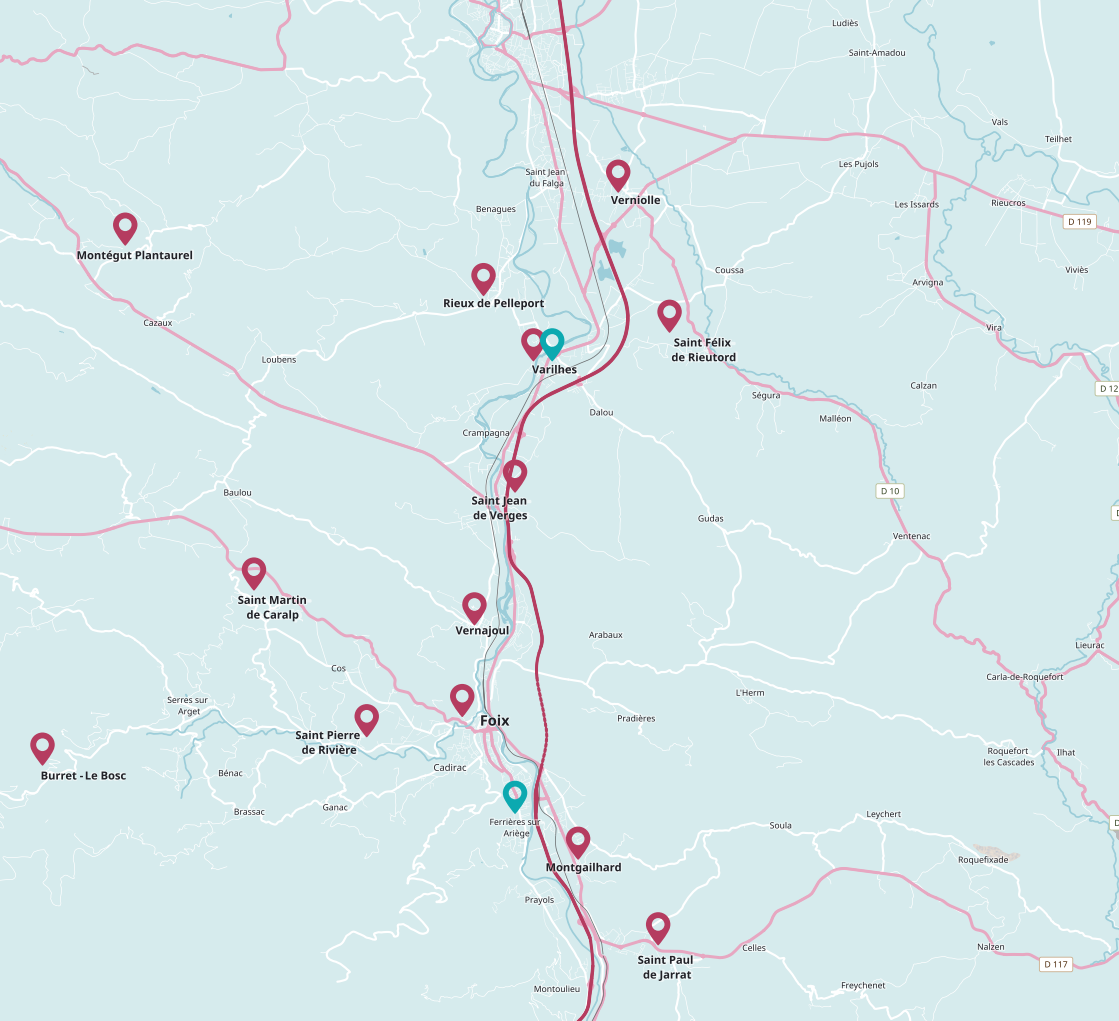 Ludiès
Saint-Amadou
Vals
Teilhet
Les Pujols
Saint Jean
du Falga
Verniolle
Benagues
Les Issards
Rieucros
D 119
Montégut Plantaurel
Coussa
Viviès
Arvigna
Rieux de Pelleport
Cazaux
Vira
Saint Félix
de Rieutord
Loubens
Varilhes
Calzan
D 12
Ségura
Dalou
Malléon
Crampagna
Baulou
D 10
Saint Jean
de Verges
D
Gudas
Ventenac
Saint Martin
de Caralp
Vernajoul
Arabaux
Lieurac
Cos
Carla-de-Roquefort
L'Herm
Serres sur
Arget
Foix
Pradières
Saint Pierre
de Rivière
Roquefort
les Cascades
Ilhat
Burret - Le Bosc
Bénac
Cadirac
Brassac
Ganac
Ferrières sur
Ariège
Soula
Leychert
D
Montgailhard
Roquefixade
Prayols
Saint Paul
de Jarrat
Celles
Nalzen
D 117
Montoulieu
Freychenet